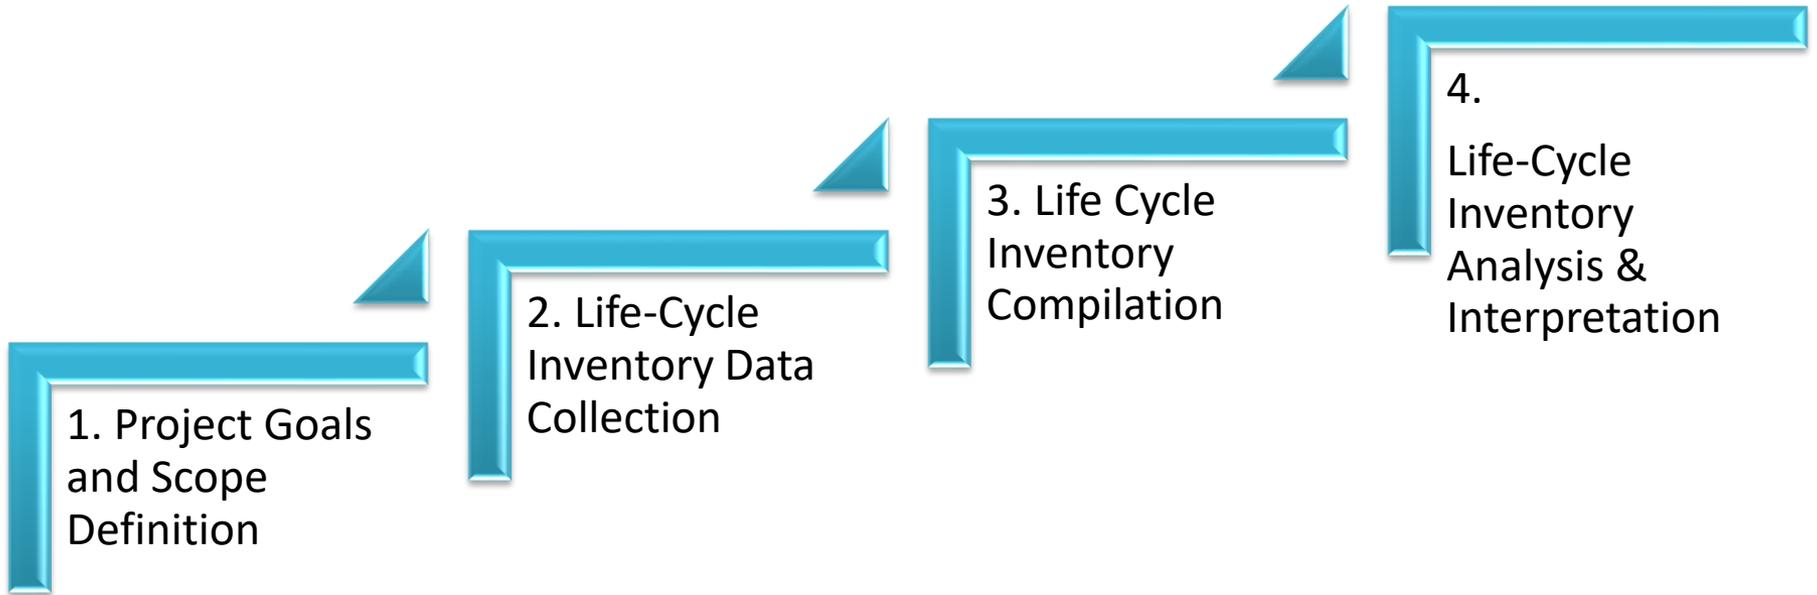 1. Project Goals
and Scope
Definition
2. Life-Cycle
Inventory Data
Collection
3. Life Cycle
Inventory
Compilation
4.
Life-Cycle
Inventory
Analysis &
Interpretation